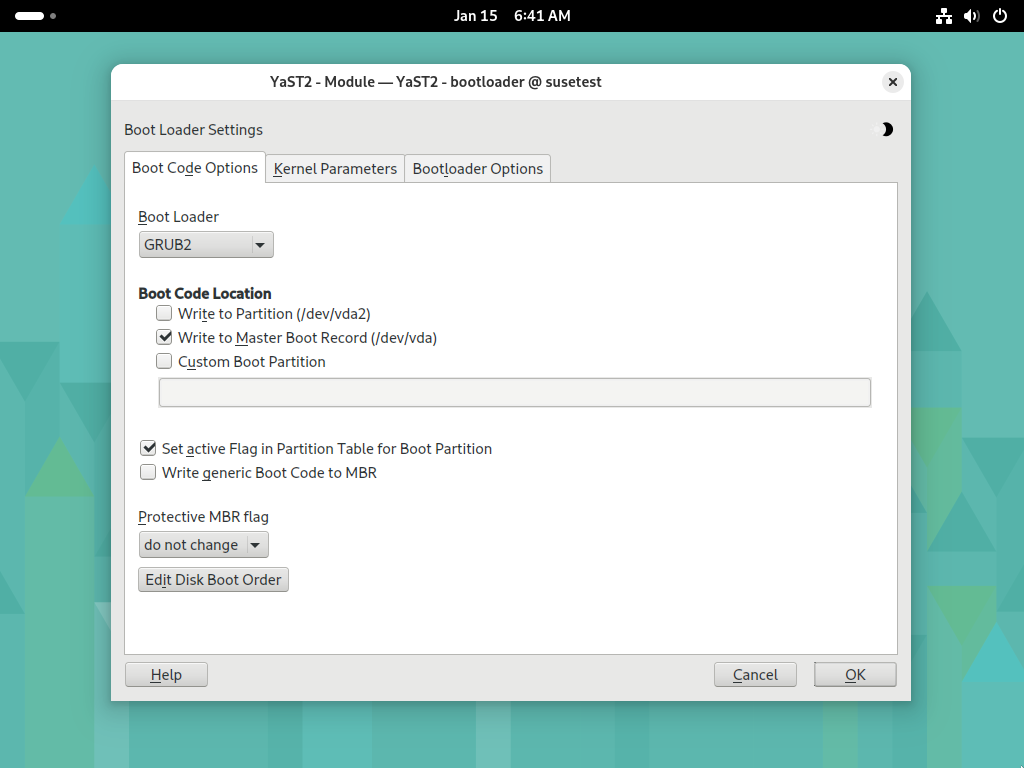 Jan 15 6:41 AM
YaST2 - Module — YaST2 - bootloader @ susetest
Boot Loader Settings
Boot Code Options
Kernel Parameters
Bootloader Options
Boot Loader
GRUB2
Boot Code Location
Write to Partition (/dev/vda2)
Write to Master Boot Record (/dev/vda)
Custom Boot Partition
Set active Flag in Partition Table for Boot Partition
Write generic Boot Code to MBR
Protective MBR flag
do not change
Edit Disk Boot Order
Help
Cancel
OK